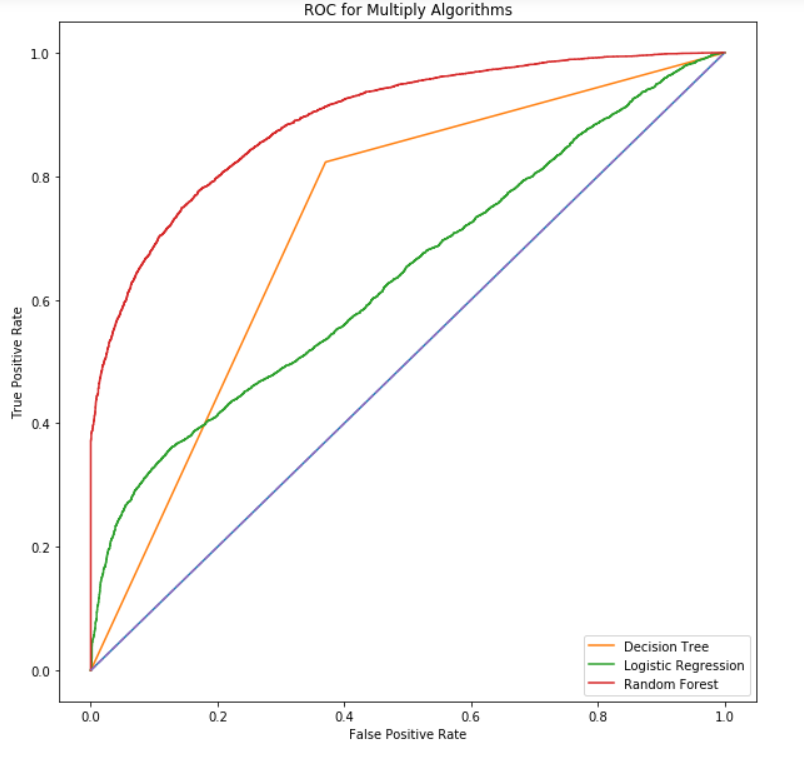 ROC for Multiply Algorithms
True Positive Rate
1.0
0.8
0.6
0.4
0.2
0.0
Decision Tree
Logistic Regression
Random Forest
0.0 0.2 0.4 0.6 0.8 1.0
False Positive Rate